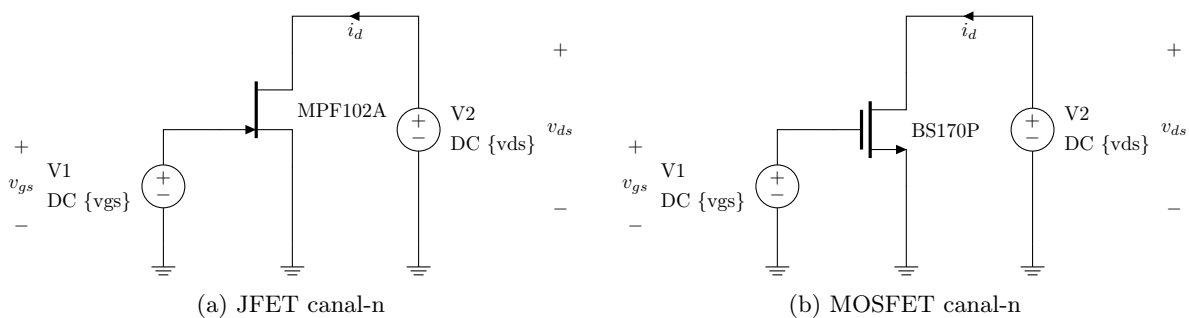 i_d
+
MPF102A
V2
DC {vds}
+
−
v_ds
+
v_gs
−
V1
DC {vgs}
+
−
−
(a) JFET canal-n
i_d
+
BS170P
V2
DC {vds}
+
−
v_ds
+
v_gs
−
V1
DC {vgs}
+
−
−
(b) MOSFET canal-n